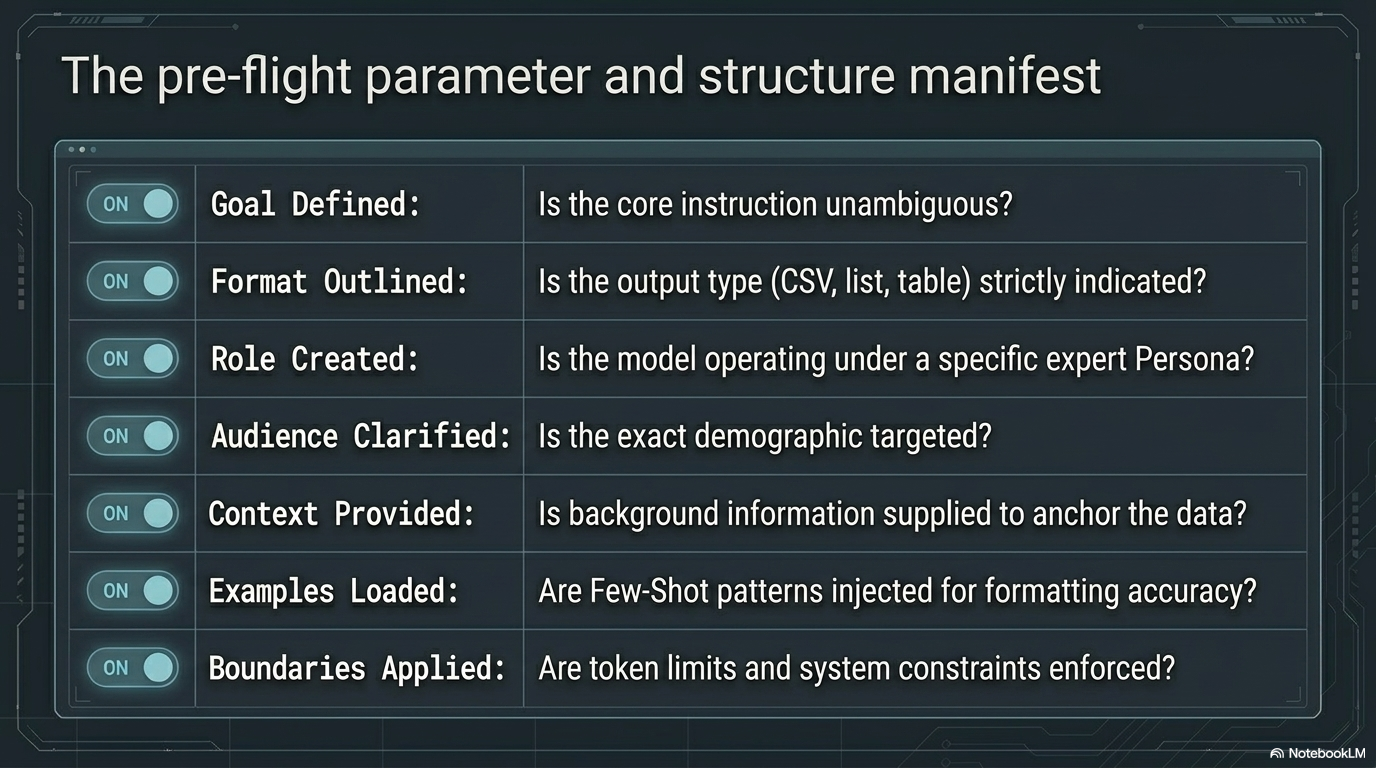 The pre-flight parameter and structure manifest
ON Goal Defined: Is the core instruction unambiguous?
ON Format Outlined: Is the output type (CSV, list, table) strictly indicated?
ON Role Created: Is the model operating under a specific expert Persona?
ON Audience Clarified: Is the exact demographic targeted?
ON Context Provided: Is background information supplied to anchor the data?
ON Examples Loaded: Are Few-Shot patterns injected for formatting accuracy?
ON Boundaries Applied: Are token limits and system constraints enforced?
NotebookLM